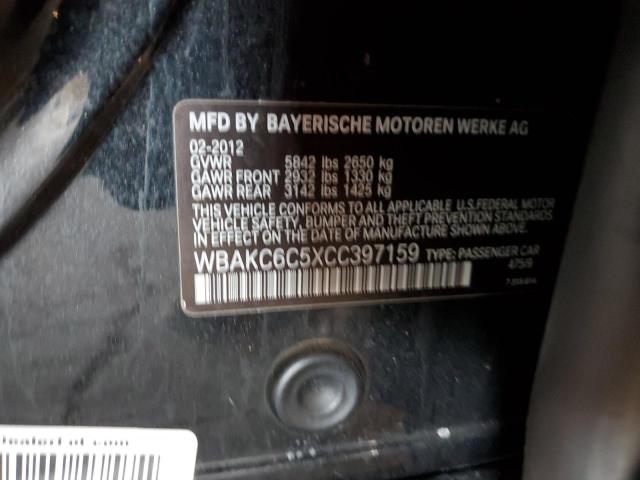 MFD BY BAYERISCHE MOTOREN WERKE AG
02-2012
GVWR 5842 lbs 2650 kg
GAWR FRONT 2932 lbs 1330 kg
GAWR REAR 3142 lbs 1425 kg
THIS VEHICLE CONFORMS TO ALL APPLICABLE U.S.FEDERAL MOTOR
VEHICLE SAFETY, BUMPER AND THEFT PREVENTION STANDARDS
IN EFFECT ON THE DATE OF MANUFACTURE SHOWN ABOVE.
WBAKC6C5XCC397159 TYPE: PASSENGER CAR
475/9